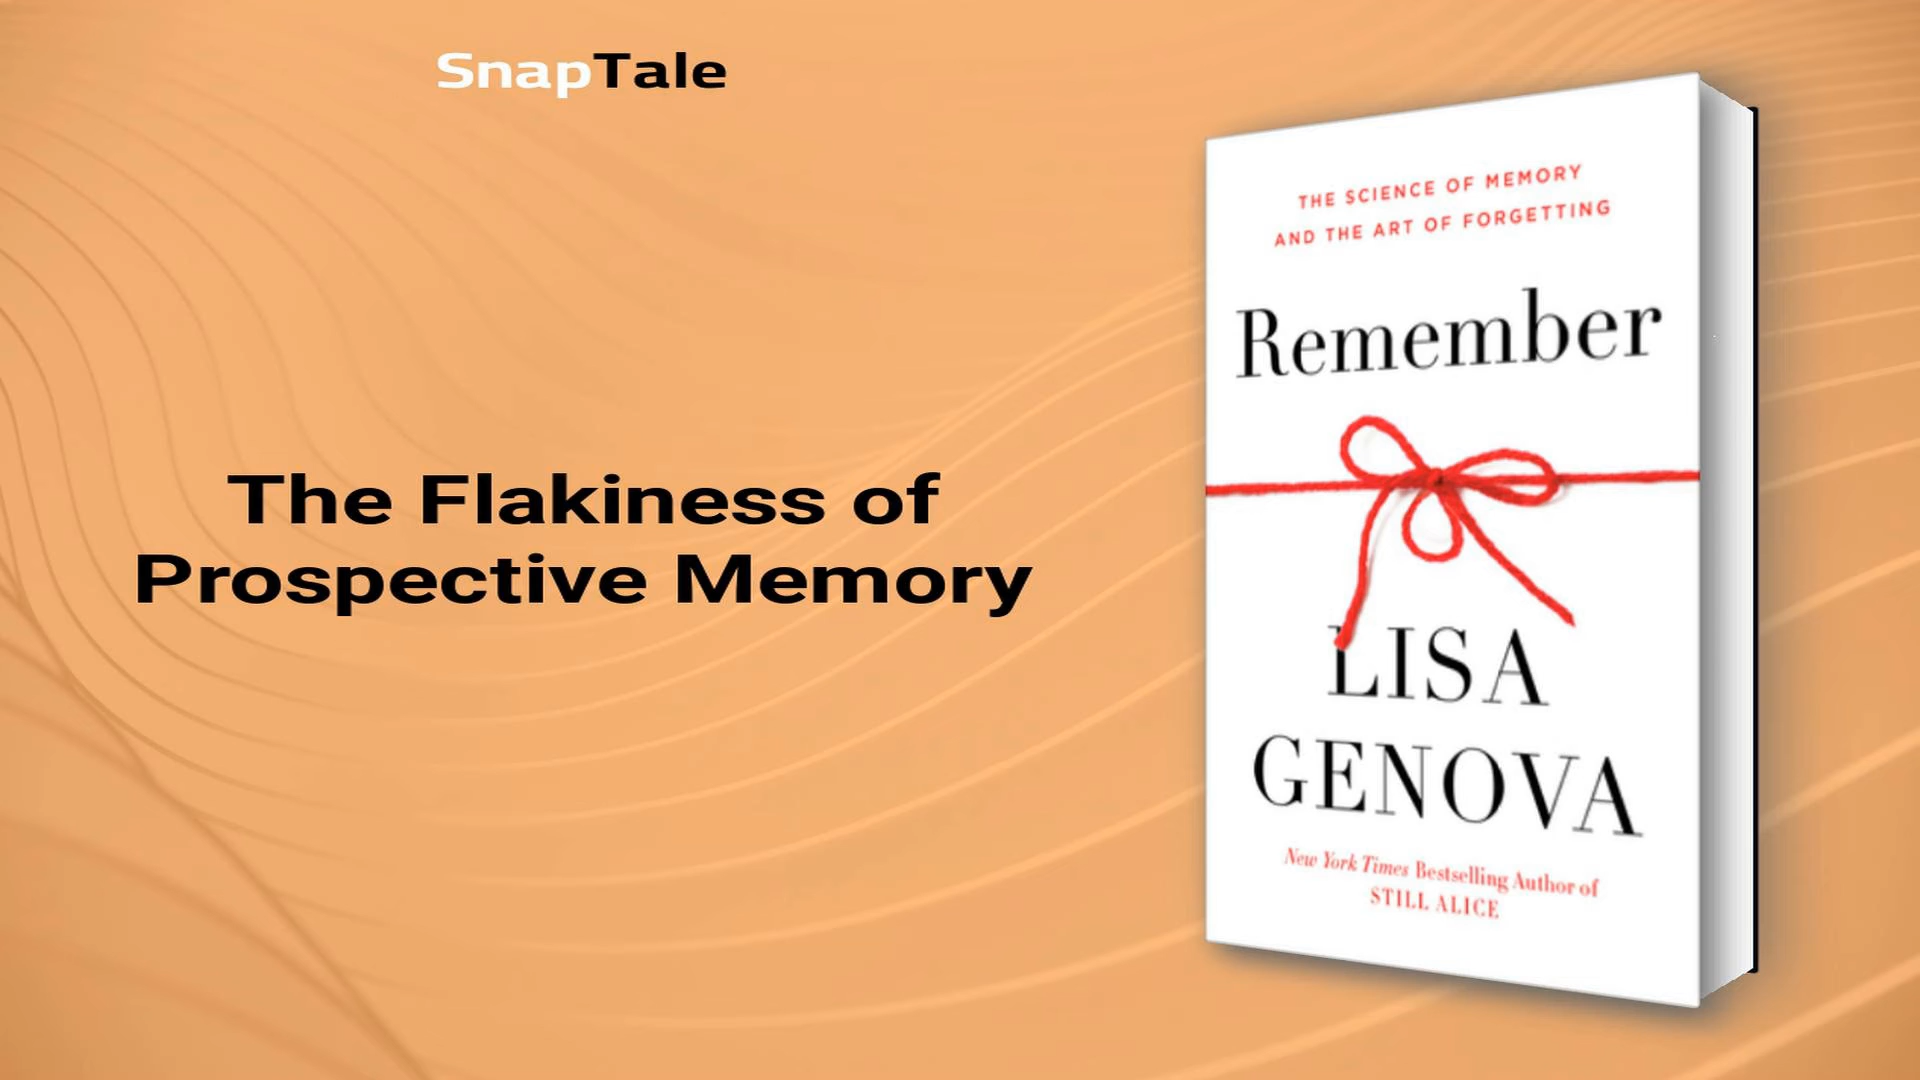 SnapTale
The Flakiness of
Prospective Memory
THE SCIENCE OF MEMORY
AND THE ART OF FORGETTING
Remember
LISA
GENOVA
New York Times Bestselling Author of
STILL ALICE